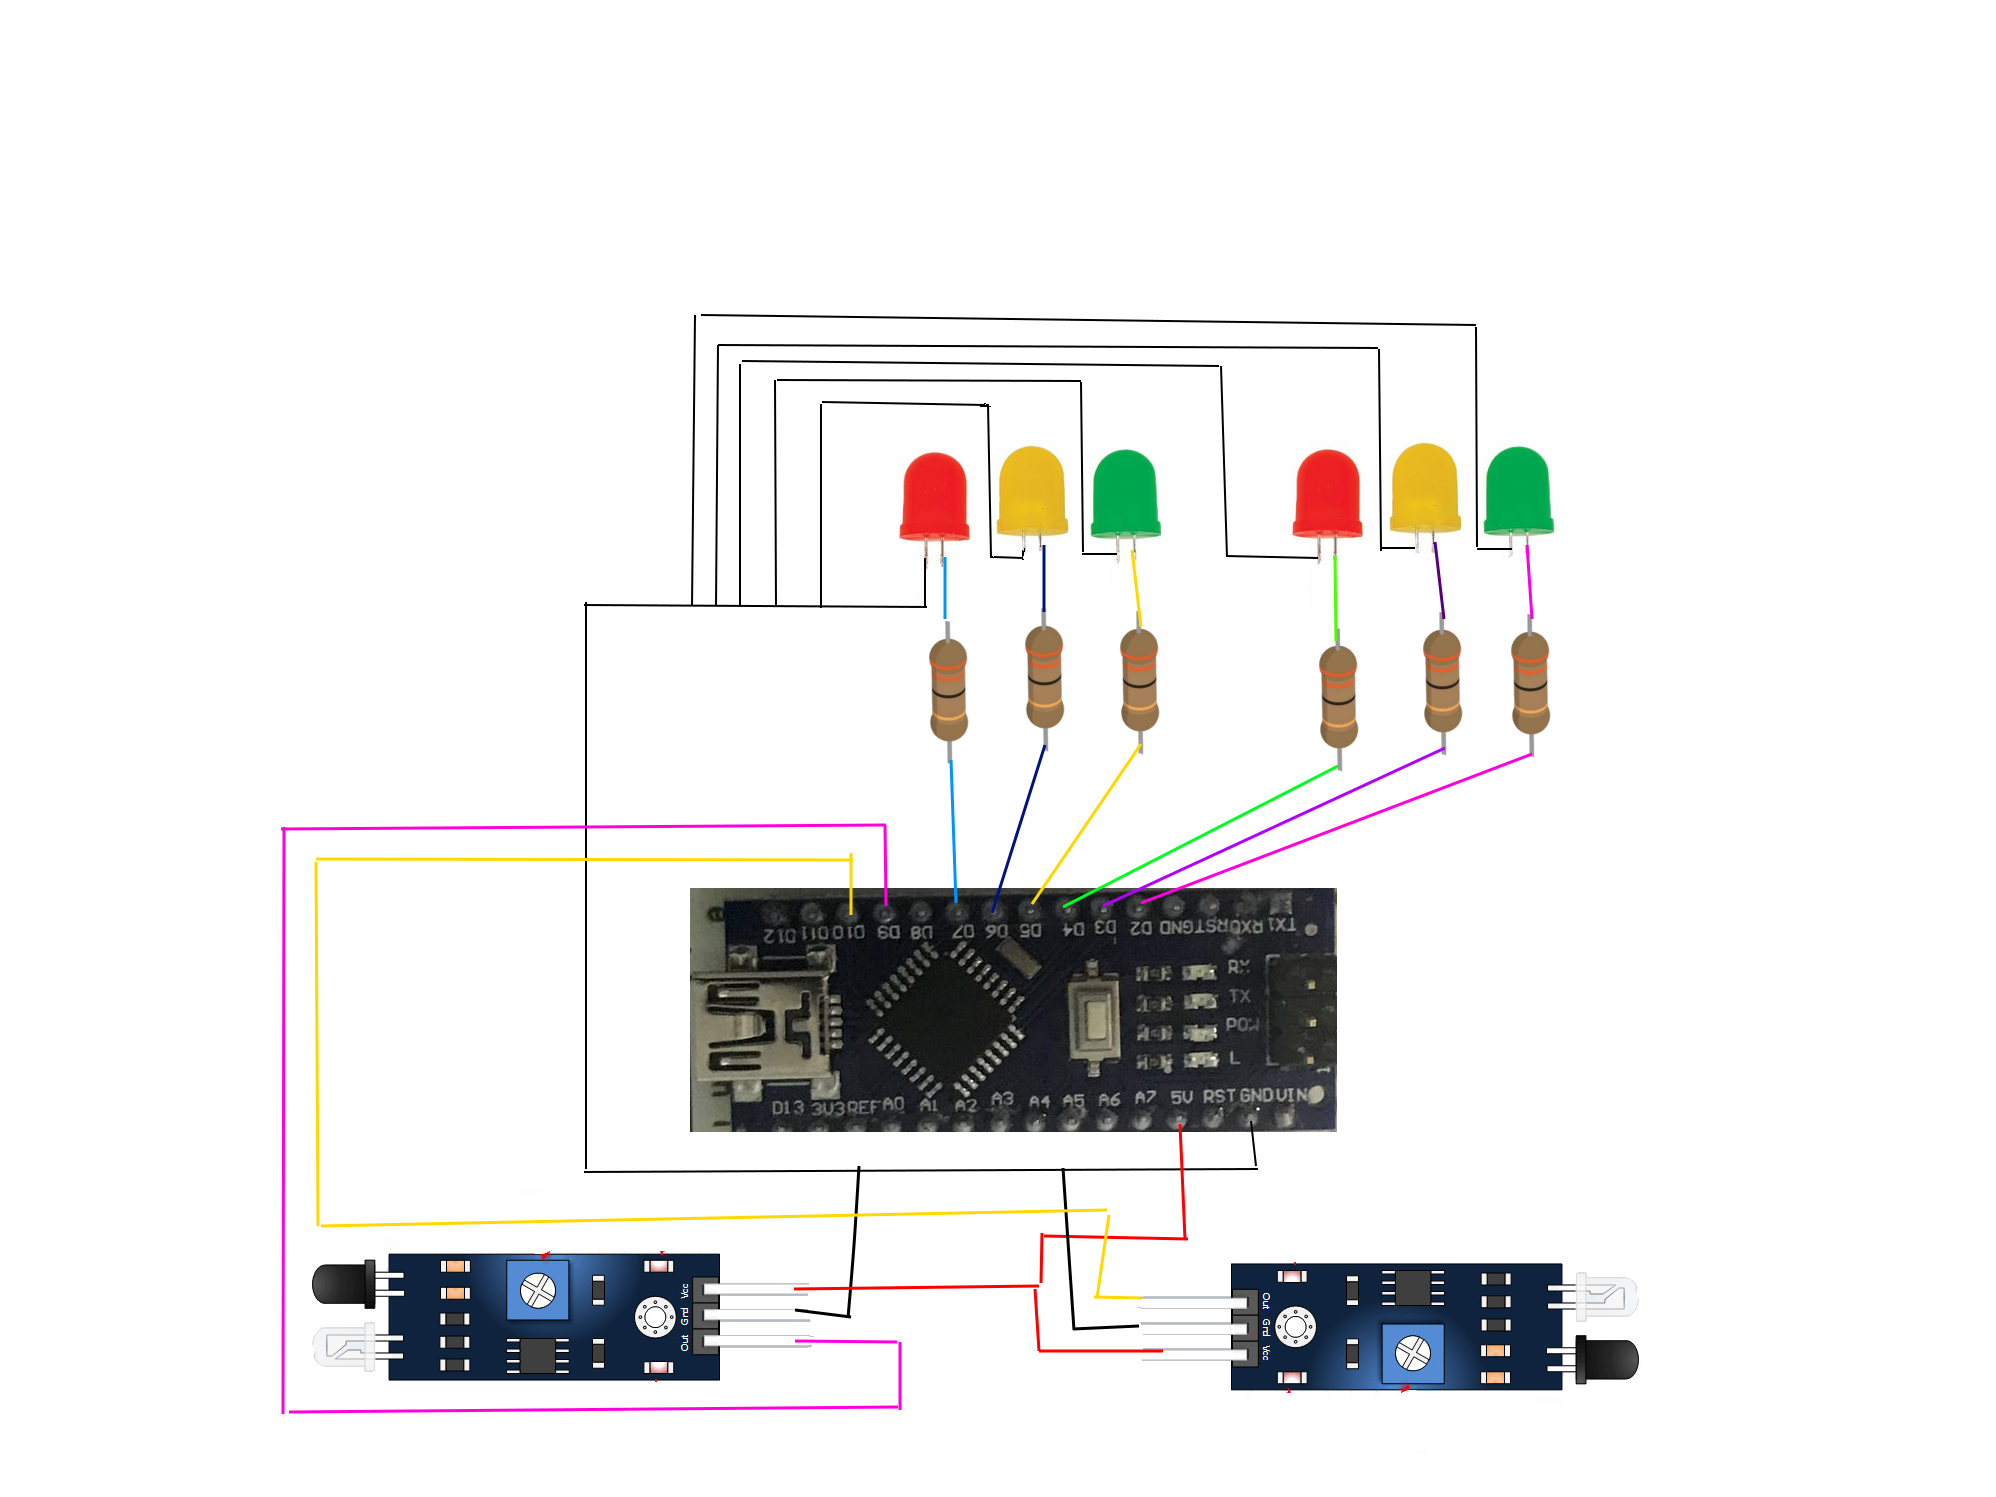 D12 D11 D10 D9 D8 D7 D6 D5 D4 D3 D2 GND RST RX0 TX1
RX
TX
POW
L
D13 3V3 REF A0 A1 A2 A3 A4 A5 A6 A7 5V RST GND VIN
Vcc
Gnd
Out
Out
Gnd
Vcc